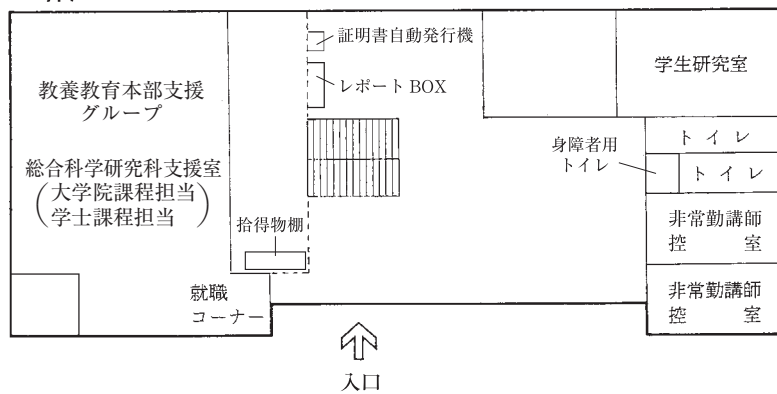 証明書自動発行機
レポート BOX
学生研究室
教養教育本部支援
グループ
総合科学研究科支援室
(大学院課程担当
学士課程担当)
身障者用
トイレ
トイレ
トイレ
拾得物棚
非常勤講師
控　室
就職
コーナー
非常勤講師
控　室
入口